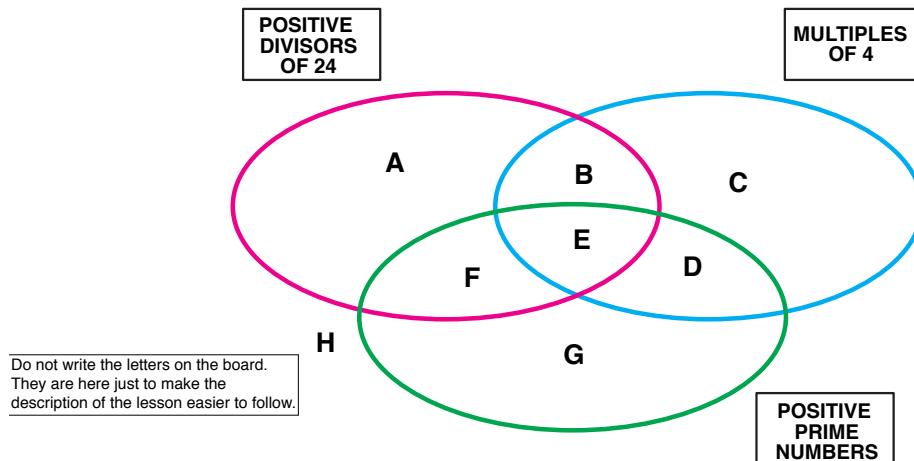 POSITIVE
DIVISORS
OF 24
MULTIPLES
OF 4
A
B
C
E
D
F
H
G
Do not write the letters on the board.
They are here just to make the
description of the lesson easier to follow.
POSITIVE
PRIME
NUMBERS